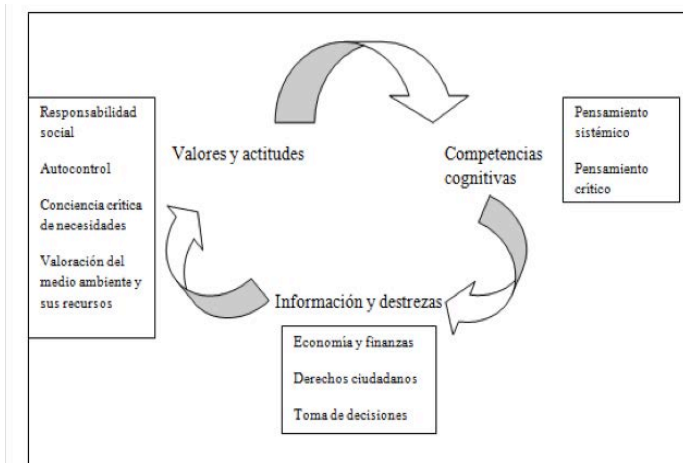 Responsabilidad
social
Autocontrol
Conciencia crítica
de necesidades
Valoración del
medio ambiente y
sus recursos
Valores y actitudes
Competencias
cognitivas
Pensamiento
sistémico
Pensamiento
crítico
Información y destrezas
Economía y finanzas
Derechos ciudadanos
Toma de decisiones